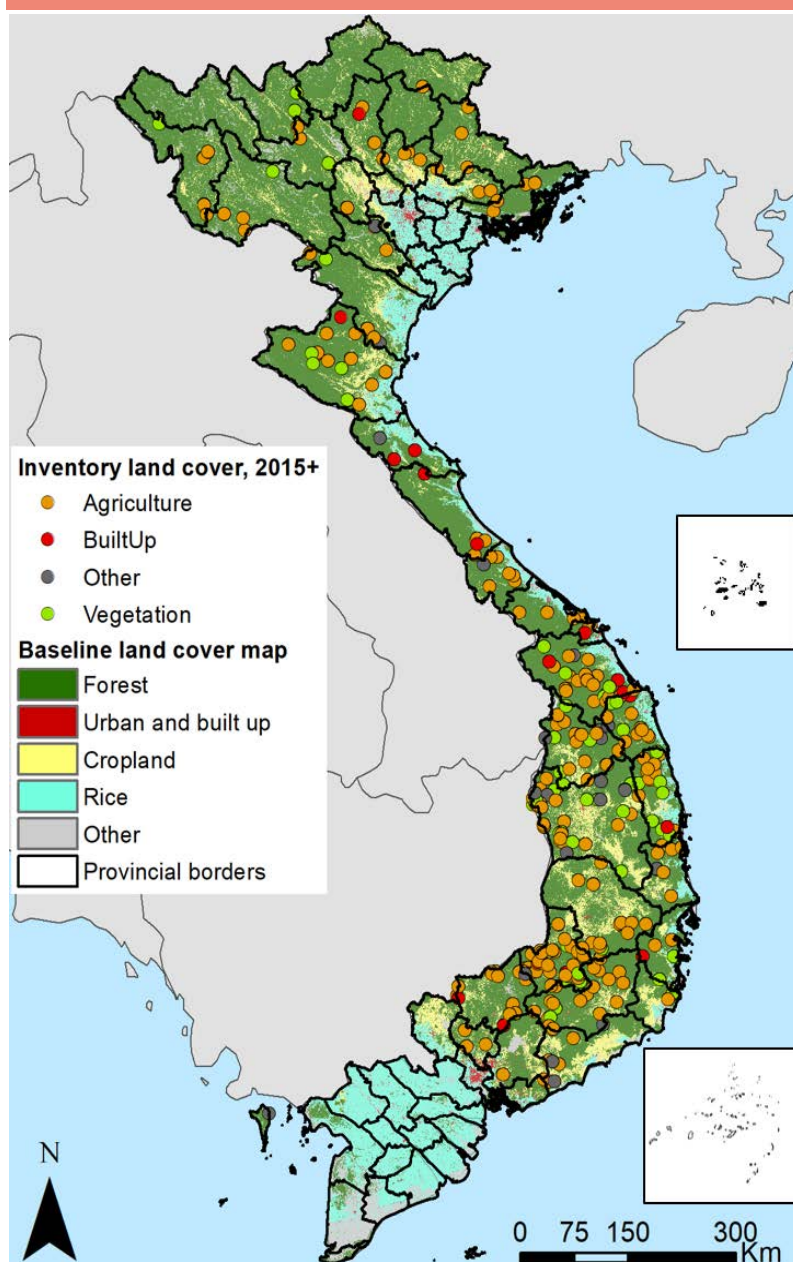 Inventory land cover, 2015+
Agriculture
BuiltUp
Other
Vegetation
Baseline land cover map
Forest
Urban and built up
Cropland
Rice
Other
Provincial borders
N
0 75 150 300
Km